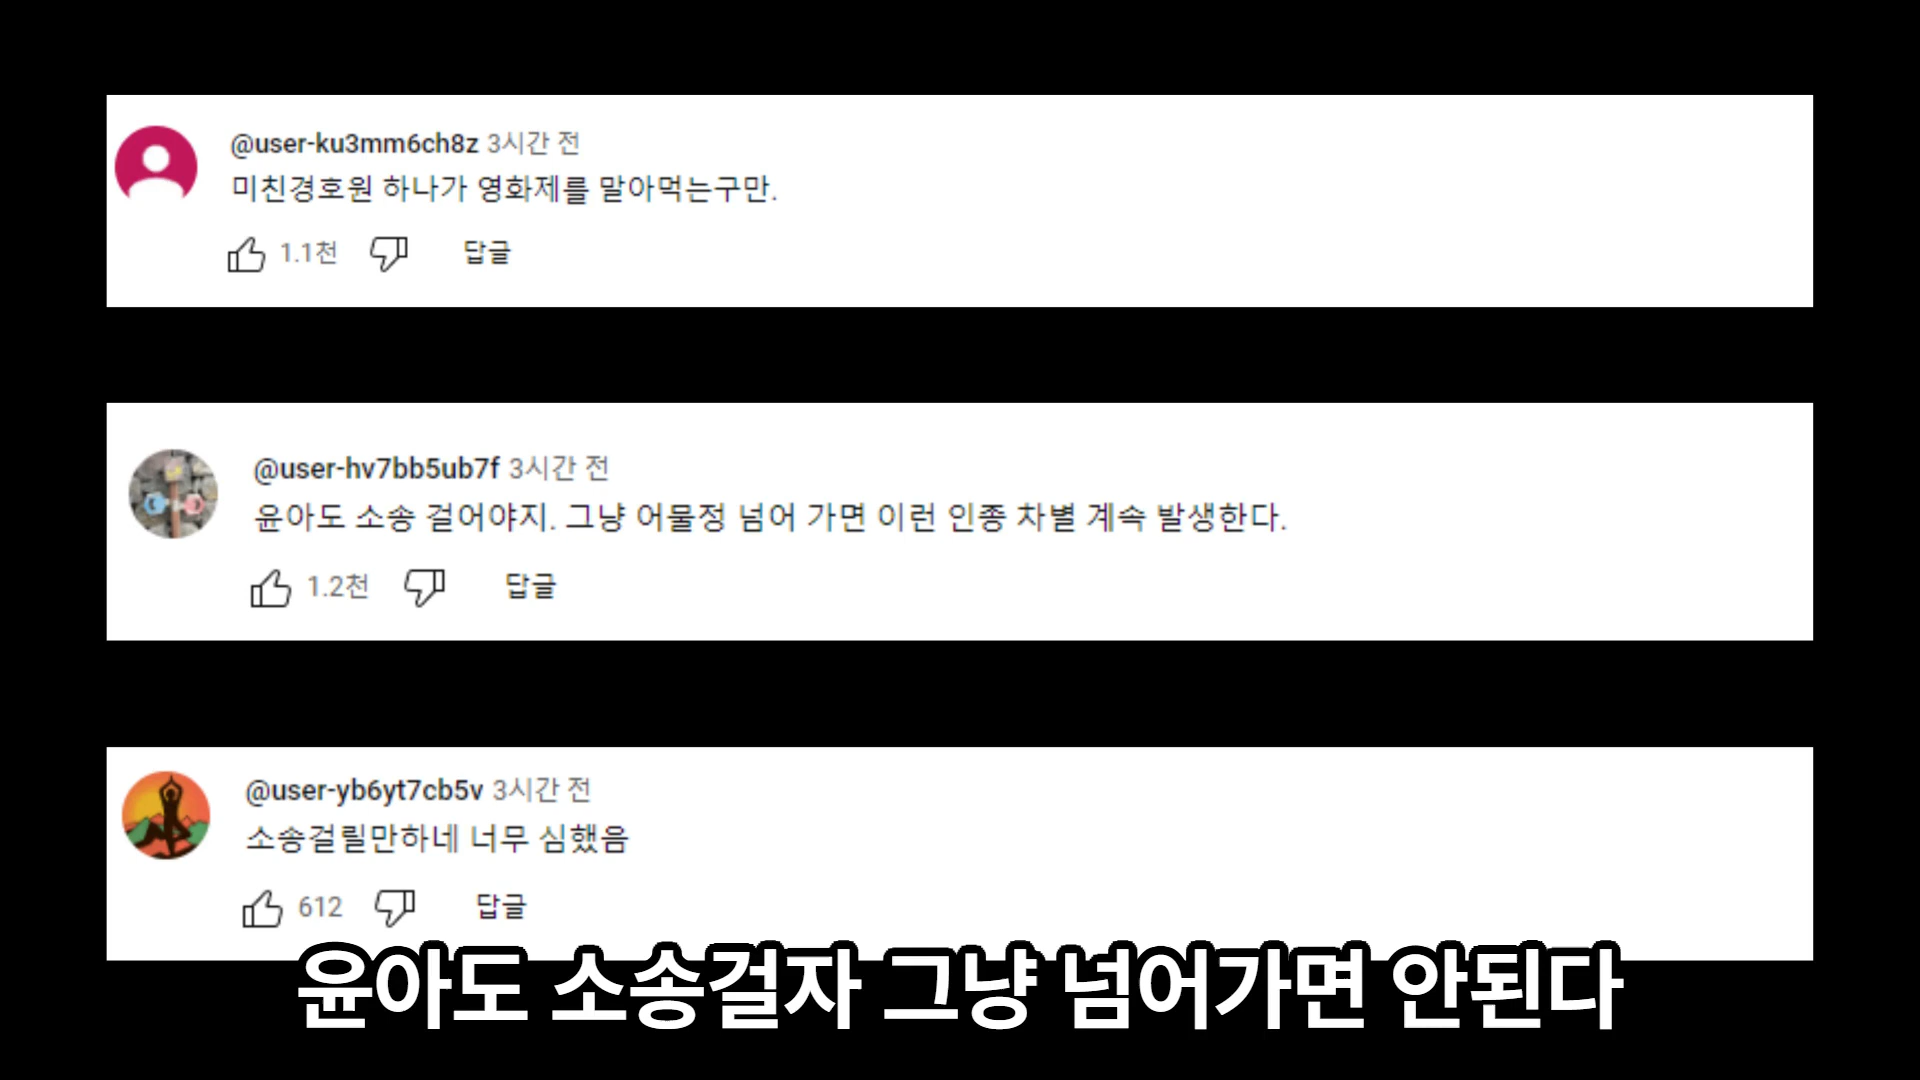 @user-ku3mm6ch8z 3시간 전
미친경호원 하나가 영화제를 말아먹는구만.
1.1천 답글
@user-hv7bb5ub7f 3시간 전
윤아도 소송 걸어야지. 그냥 어물정 넘어 가면 이런 인종 차별 계속 발생한다.
1.2천 답글
@user-yb6yt7cb5v 3시간 전
소송걸릴만하네 너무 심했음
612 답글
윤아도 소송걸자 그냥 넘어가면 안된다